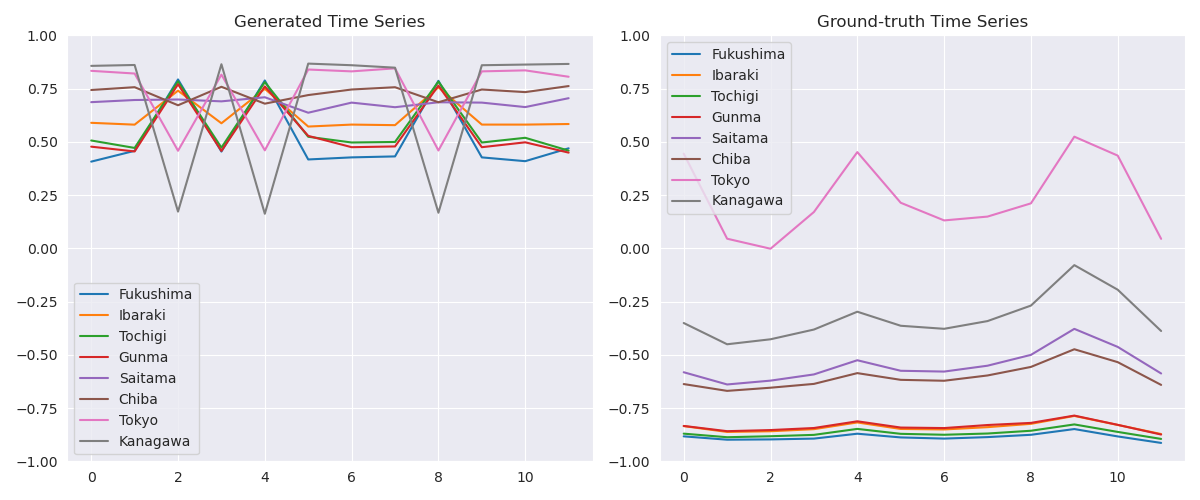 Generated Time Series
1.00
0.75
0.50
0.25
0.00
−0.25
−0.50
−0.75
−1.00
0
2
4
6
8
10
Fukushima
Ibaraki
Tochigi
Gunma
Saitama
Chiba
Tokyo
Kanagawa
Ground-truth Time Series
1.00
0.75
0.50
0.25
0.00
−0.25
−0.50
−0.75
−1.00
0
2
4
6
8
10
Fukushima
Ibaraki
Tochigi
Gunma
Saitama
Chiba
Tokyo
Kanagawa